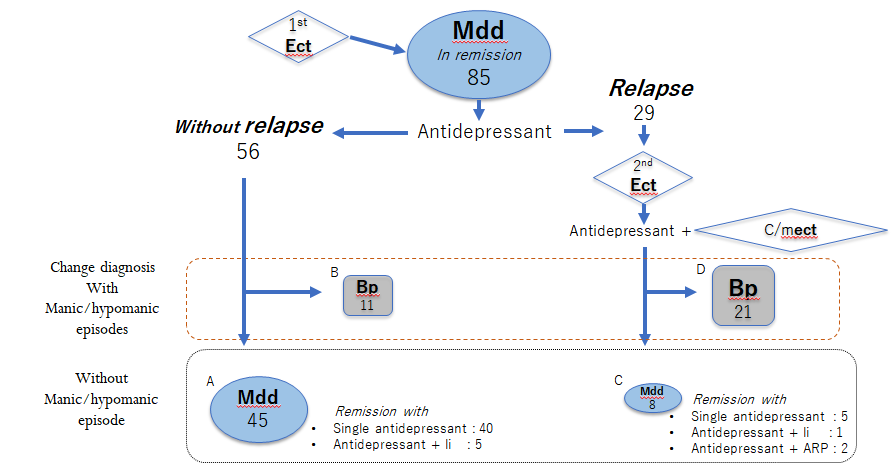 1st
Ect
Mdd
In remission
85
Relapse
29
Without relapse
56
Antidepressant
2nd
Ect
Antidepressant +
C/mect
Change diagnosis
With
Manic/hypomanic
episodes
B
Bp
11
D
Bp
21
Without
Manic/hypomanic
episode
A
Mdd
45
Remission with
• Single antidepressant : 40
• Antidepressant + li : 5
C
Mdd
8
Remission with
• Single antidepressant : 5
• Antidepressant + li : 1
• Antidepressant + ARP : 2